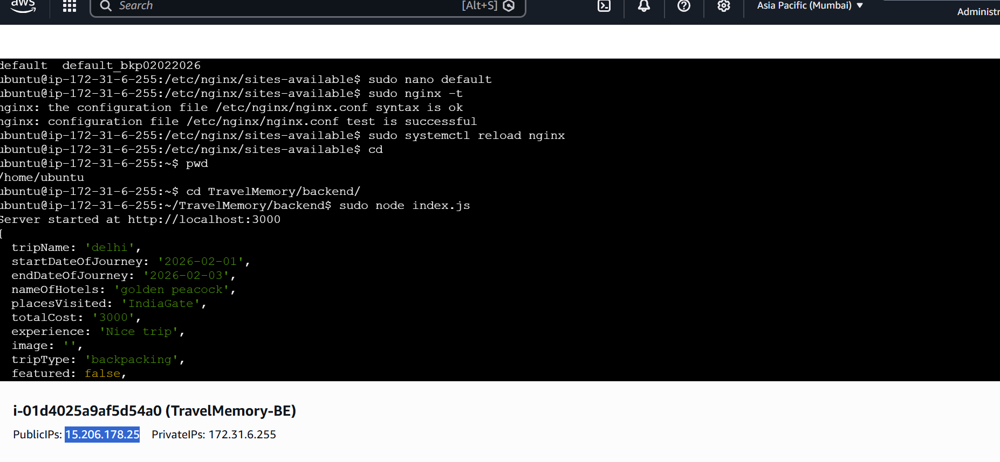 aws
Search [Alt+S]
Asia Pacific (Mumbai) ▼
Administr
default  default_bkp02022026
ubuntu@ip-172-31-6-255:/etc/nginx/sites-available$ sudo nano default
ubuntu@ip-172-31-6-255:/etc/nginx/sites-available$ sudo nginx -t
nginx: the configuration file /etc/nginx/nginx.conf syntax is ok
nginx: configuration file /etc/nginx/nginx.conf test is successful
ubuntu@ip-172-31-6-255:/etc/nginx/sites-available$ sudo systemctl reload nginx
ubuntu@ip-172-31-6-255:/etc/nginx/sites-available$ cd
ubuntu@ip-172-31-6-255:~$ pwd
/home/ubuntu
ubuntu@ip-172-31-6-255:~$ cd TravelMemory/backend/
ubuntu@ip-172-31-6-255:~/TravelMemory/backend$ sudo node index.js
Server started at http://localhost:3000
{
  tripName: 'delhi',
  startDateOfJourney: '2026-02-01',
  endDateOfJourney: '2026-02-03',
  nameOfHotels: 'golden peacock',
  placesVisited: 'IndiaGate',
  totalCost: '3000',
  experience: 'Nice trip',
  image: '',
  tripType: 'backpacking',
  featured: false,
i-01d4025a9af5d54a0 (TravelMemory-BE)
PublicIPs: 15.206.178.25    PrivateIPs: 172.31.6.255